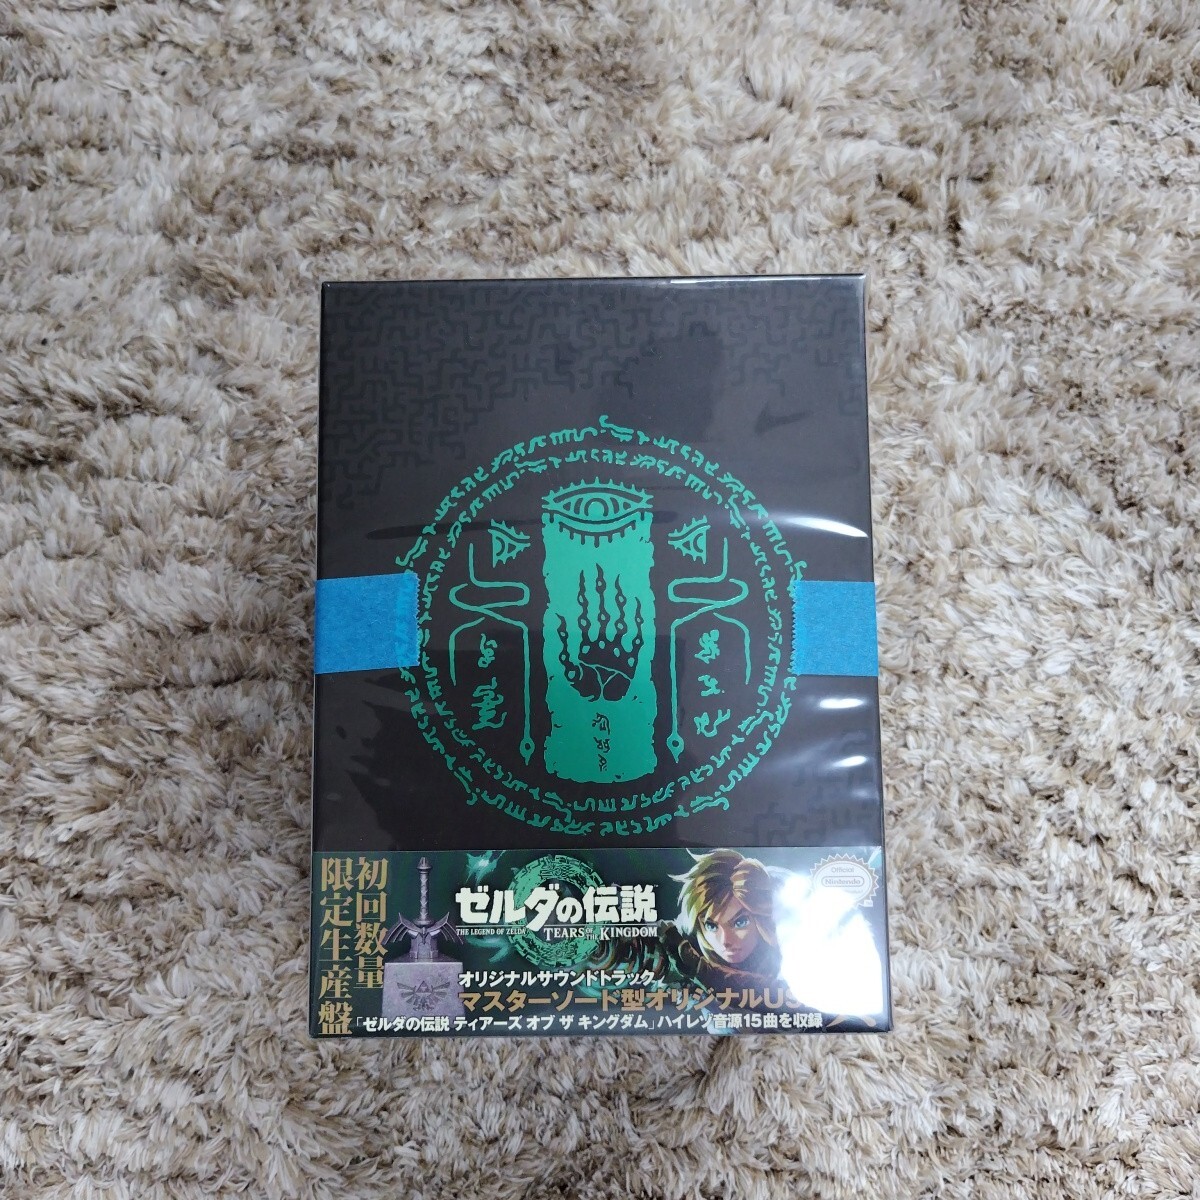 初回数量
限定生産盤
ゼルダの伝説
THE LEGEND OF ZELDA
TEARS OF THE KINGDOM
オリジナルサウンドトラック
マスターソード型オリジナルUS
「ゼルダの伝説 ティアーズ オブ ザ キングダム」ハイレゾ音源15曲を収録
Official
Nintendo